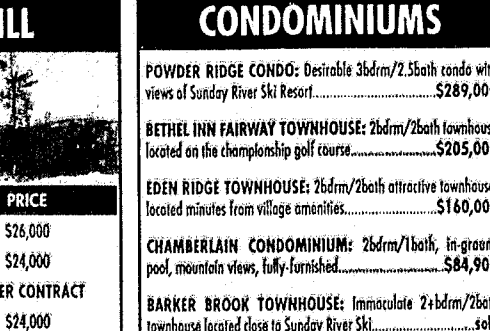 ILL
PRICE
$26,000
$24,000
ER CONTRACT
$24,000
CONDOMINIUMS
POWDER RIDGE CONDO: Desirable 3bdrm/2.5bath condo wit
views of Sunday River Ski Resort....................$289,00
BETHEL INN FAIRWAY TOWNHOUSE: 2bdrm/2bath townhous
located on the championship golf course....................$205,00
EDEN RIDGE TOWNHOUSE: 2bdrm/2bath attractive townhouse
located minutes from village amenities....................$160,00
CHAMBERLAIN CONDOMINIUM: 2bdrm/1bath, in-groun
pool, mountain views, fully-furnished....................$84,90
BARKER BROOK TOWNHOUSE: Immaculate 2+bdrm/2bat
townhouse located close to Sunday River Ski....................sol